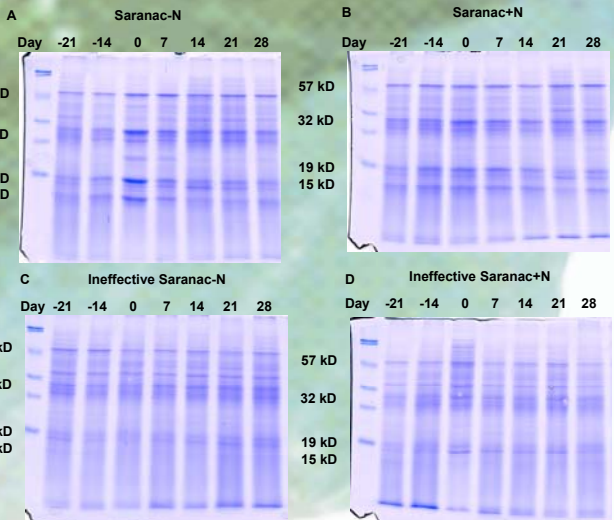 A
Saranac-N
Day -21 -14 0 7 14 21 28
D
D
D
D
B
Saranac+N
Day -21 -14 0 7 14 21 28
57 kD
32 kD
19 kD
15 kD
C
Ineffective Saranac-N
Day -21 -14 0 7 14 21 28
kD
kD
kD
kD
D
Ineffective Saranac+N
Day -21 -14 0 7 14 21 28
57 kD
32 kD
19 kD
15 kD